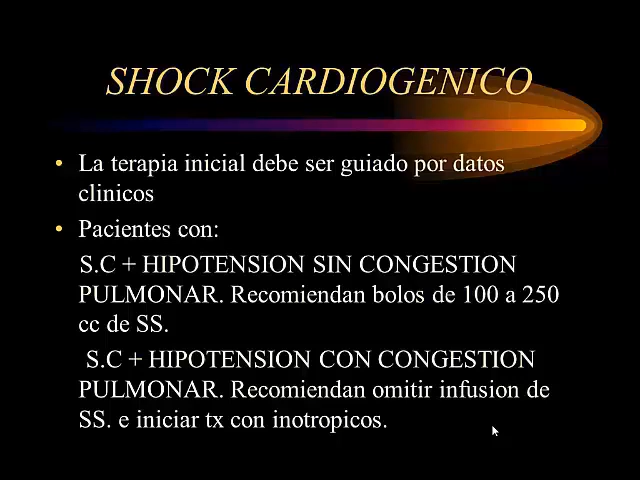 SHOCK CARDIOGENICO
• La terapia inicial debe ser guiado por datos
clinicos
• Pacientes con:
S.C + HIPOTENSION SIN CONGESTION
PULMONAR. Recomiendan bolos de 100 a 250
cc de SS.
S.C + HIPOTENSION CON CONGESTION
PULMONAR. Recomiendan omitir infusion de
SS. e iniciar tx con inotropicos.